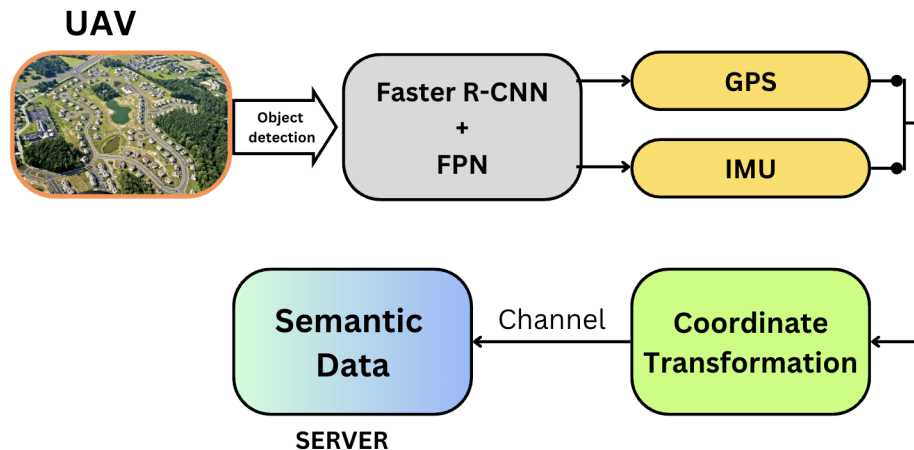 UAV
Object
detection
Faster R-CNN
+
FPN
GPS
IMU
Semantic
Data
SERVER
Channel
Coordinate
Transformation